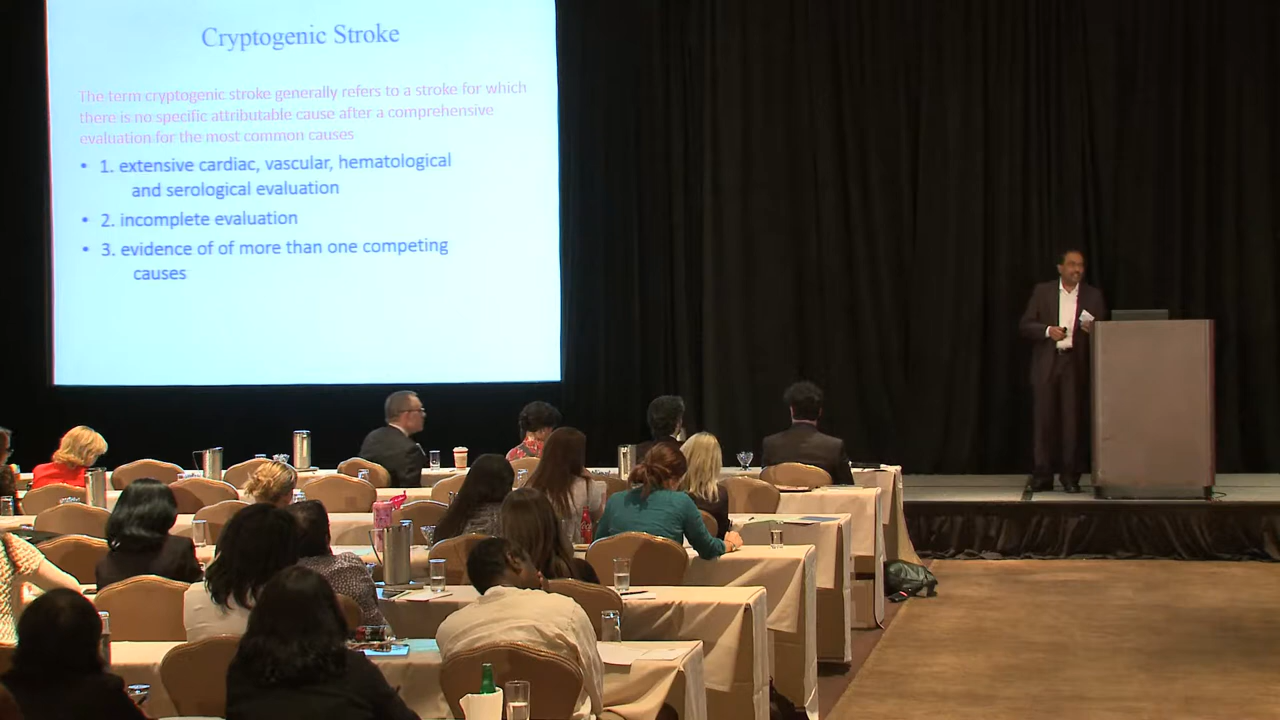 Cryptogenic Stroke
The term cryptogenic stroke generally refers to a stroke for which
there is no specific attributable cause after a comprehensive
evaluation for the most common causes
• 1. extensive cardiac, vascular, hematological
and serological evaluation
• 2. incomplete evaluation
• 3. evidence of of more than one competing
causes